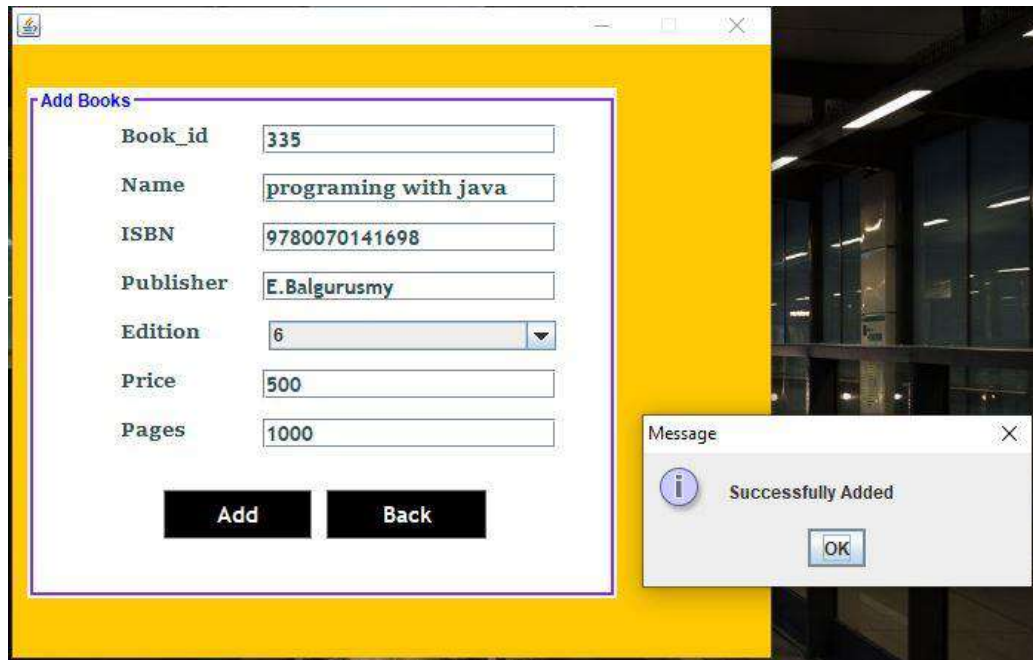 Add Books
Book_id 335
Name programing with java
ISBN 9780070141698
Publisher E.Balgurusmy
Edition 6
Price 500
Pages 1000
Add Back
Message
Successfully Added
OK